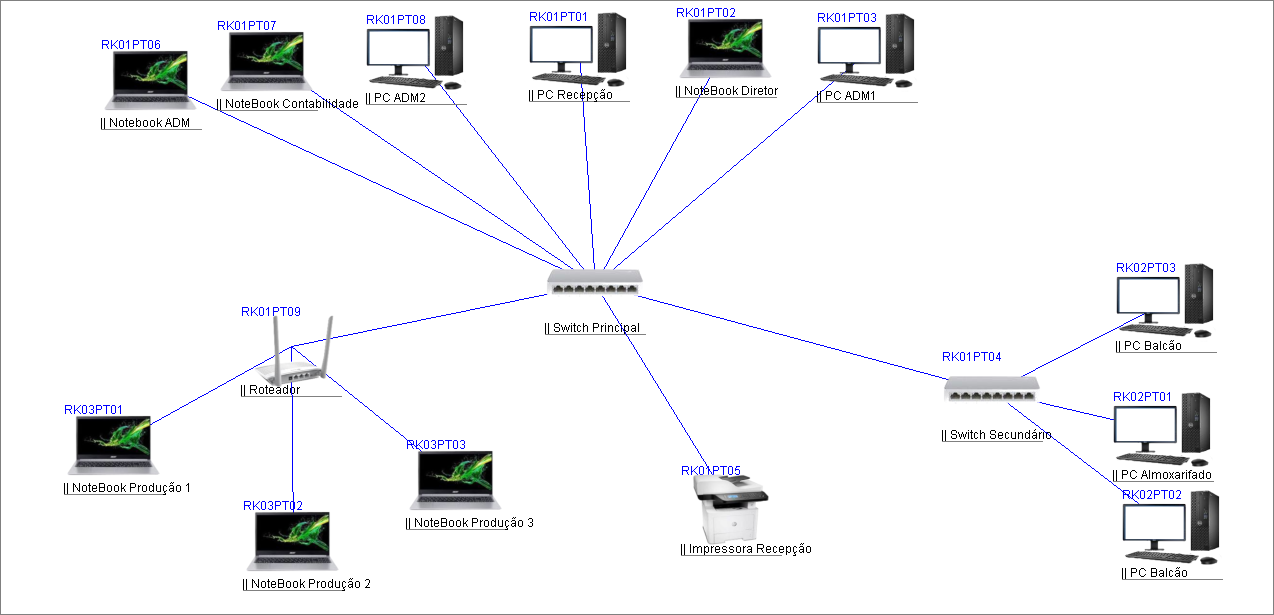 RK01PT06
|| Notebook ADM
RK01PT07
|| NoteBook Contabilidade
RK01PT08
|| PC ADM2
RK01PT01
|| PC Recepção
RK01PT02
|| NoteBook Diretor
RK01PT03
|| PC ADM1
|| Switch Principal
RK01PT09
|| Roteador
RK03PT01
|| NoteBook Produção 1
RK03PT02
|| NoteBook Produção 2
RK03PT03
|| NoteBook Produção 3
RK01PT05
|| Impressora Recepção
RK01PT04
|| Switch Secundário
RK02PT03
|| PC Balcão
RK02PT01
|| PC Almoxarifado
RK02PT02
|| PC Balcão